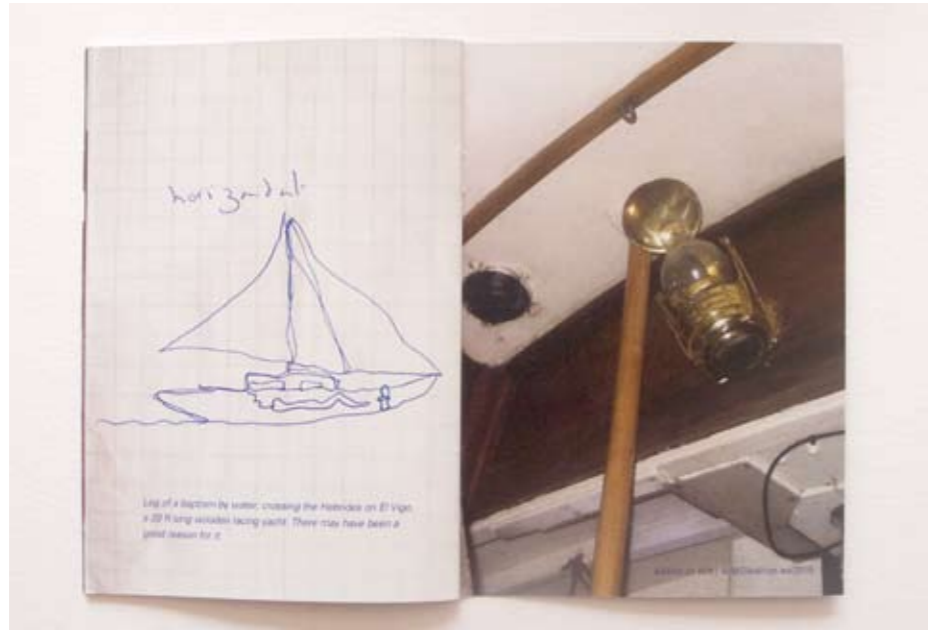 horizontal
Log of a baptism by water, crossing the Hebrides on El Vigo
a 39 ft long wooden racing yacht. There may have been a
good reason for it